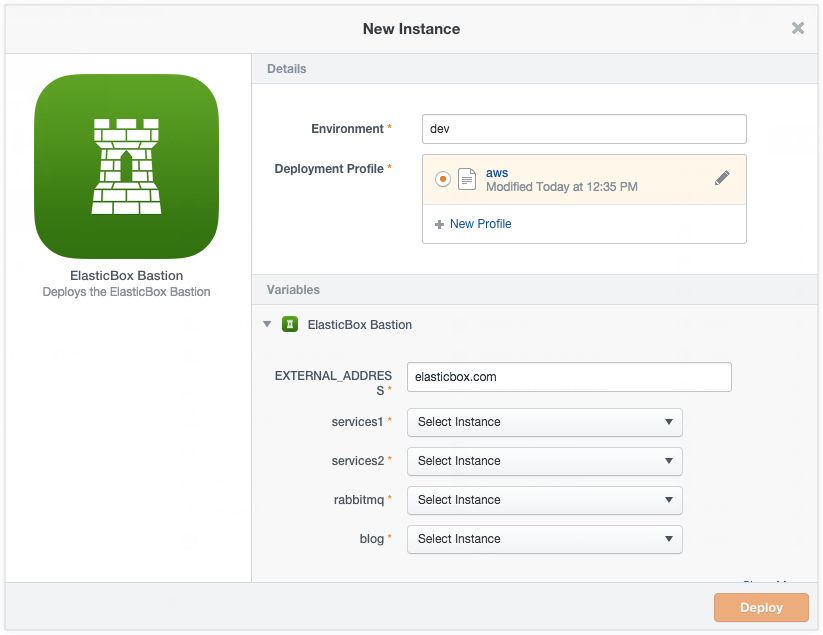 New Instance
ElasticBox Bastion
Deploys the ElasticBox Bastion
Details
Environment *
dev
Deployment Profile *
aws
Modified Today at 12:35 PM
New Profile
Variables
ElasticBox Bastion
EXTERNAL_ADDRES
S *
elasticbox.com
services1 *
Select Instance
services2 *
Select Instance
rabbitmq *
Select Instance
blog *
Select Instance
Deploy